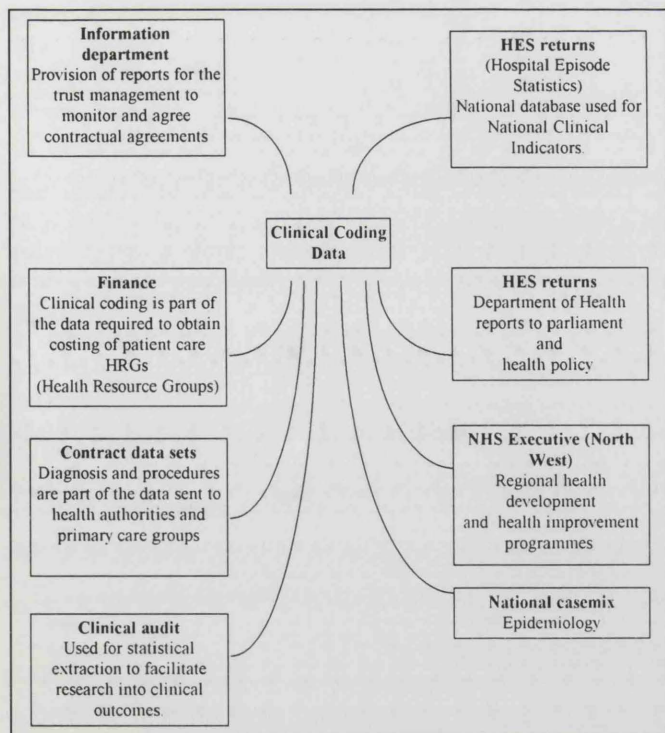 Information
department
Provision of reports for the
trust management to
monitor and agree
contractual agreements
HES returns
(Hospital Episode
Statistics)
National database used for
National Clinical
Indicators.
Clinical Coding
Data
Finance
Clinical coding is part of
the data required to obtain
costing of patient care
HRGs
(Health Resource Groups)
HES returns
Department of Health
reports to parliament
and
health policy
Contract data sets
Diagnosis and procedures
are part of the data sent to
health authorities and
primary care groups
NHS Executive (North
West)
Regional health
development
and health improvement
programmes
Clinical audit
Used for statistical
extraction to facilitate
research into clinical
outcomes.
National casemix
Epidemiology